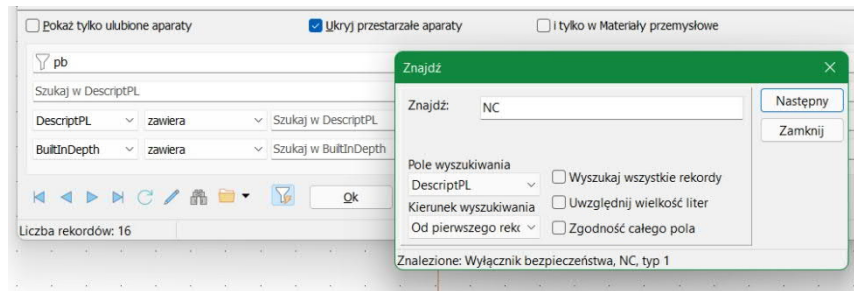 Pokaż tylko ulubione aparaty
Ukryj przestarzałe aparaty
i tylko w Materiały przemysłowe
pb
Szukaj w DescriptPL
DescriptPL zawiera Szukaj w DescriptPL
BuiltInDepth zawiera Szukaj w BuiltInDepth
Ok
Liczba rekordów: 16
Znajdź
Znajdź: NC
Następny
Zamknij
Pole wyszukiwania
DescriptPL
Wyszukaj wszystkie rekordy
Kierunek wyszukiwania
Uwzględnij wielkość liter
Od pierwszego reko
Zgodność całego pola
Znalezione: Wyłącznik bezpieczeństwa, NC, typ 1